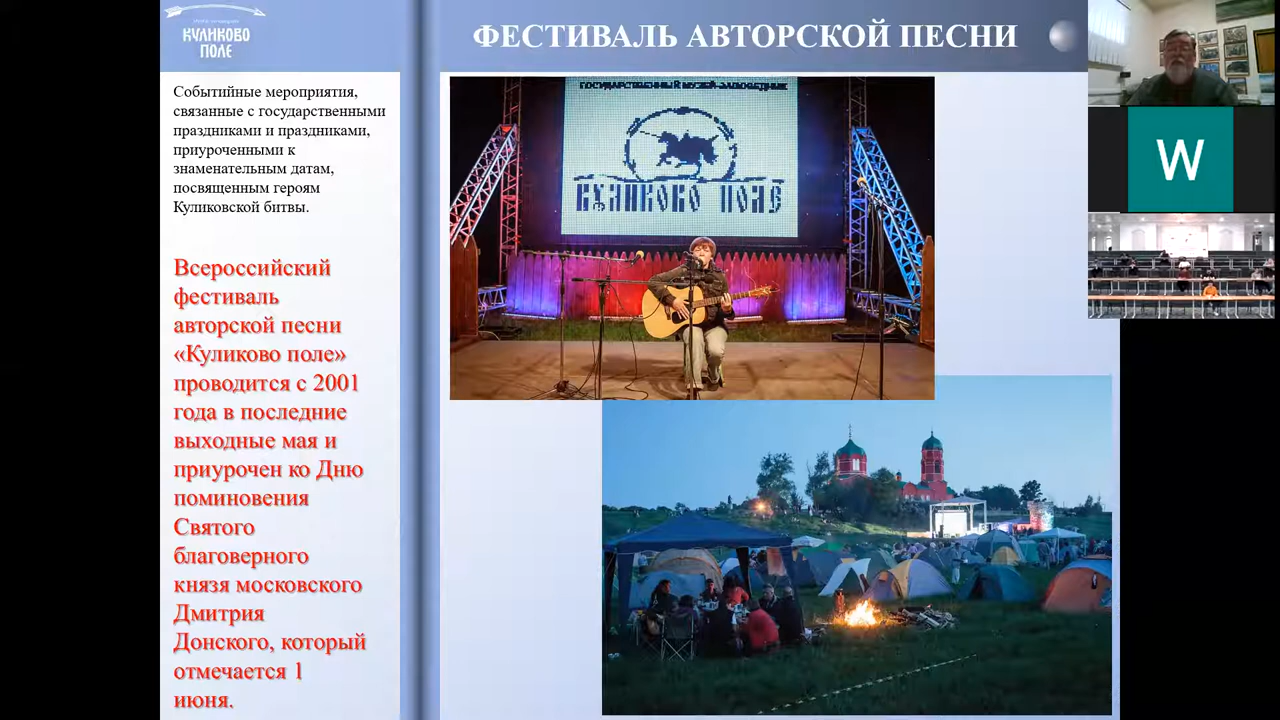 КУЛИКОВО
ПОЛЕ
ФЕСТИВАЛЬ АВТОРСКОЙ ПЕСНИ
Событийные мероприятия,
связанные с государственными
праздниками и праздниками,
приуроченными к
знаменательным датам,
посвященным героям
Куликовской битвы.
Всероссийский
фестиваль
авторской песни
«Куликово поле»
проводится с 2001
года в последние
выходные мая и
приурочен ко Дню
поминовения
Святого
благоверного
князя московского
Дмитрия
Донского, который
отмечается 1
июня.
ГОСУДАРСТВЕННЫЙ МУЗЕЙ-ЗАПОВЕДНИК
КУЛИКОВО ПОЛЕ
W